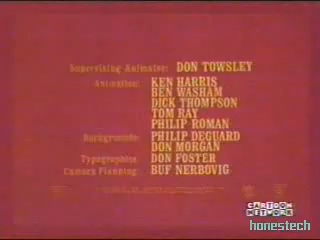 Supervising Animator: DON TOWSLEY
Animation: KEN HARRIS
BEN WASHAM
DICK THOMPSON
TOM RAY
PHILIP ROMAN
Backgrounds: PHILIP DEGUARD
DON MORGAN
Typographics: DON FOSTER
Camera Planning: BUF NERBOVIG
CARTOON
NETWORK
honestech